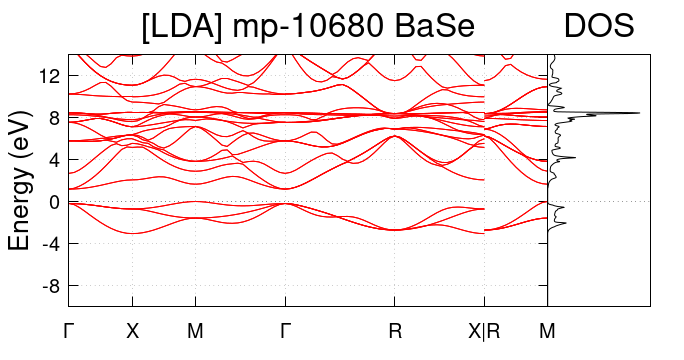 [LDA] mp-10680 BaSe DOS
Energy (eV)
12
8
4
0
-4
-8
Γ X M Γ R X|R M